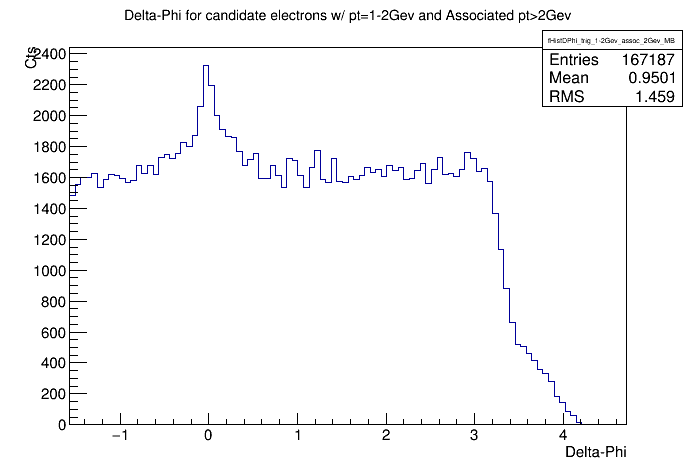 Delta-Phi for candidate electrons w/ pt=1-2Gev and Associated pt>2Gev
fHistDPhi_trig_1-2Gev_assoc_2Gev_MB
Entries 167187
Mean 0.9501
RMS 1.459
Cts
2400
2200
2000
1800
1600
1400
1200
1000
800
600
400
200
0
−1 0 1 2 3 4
Delta-Phi